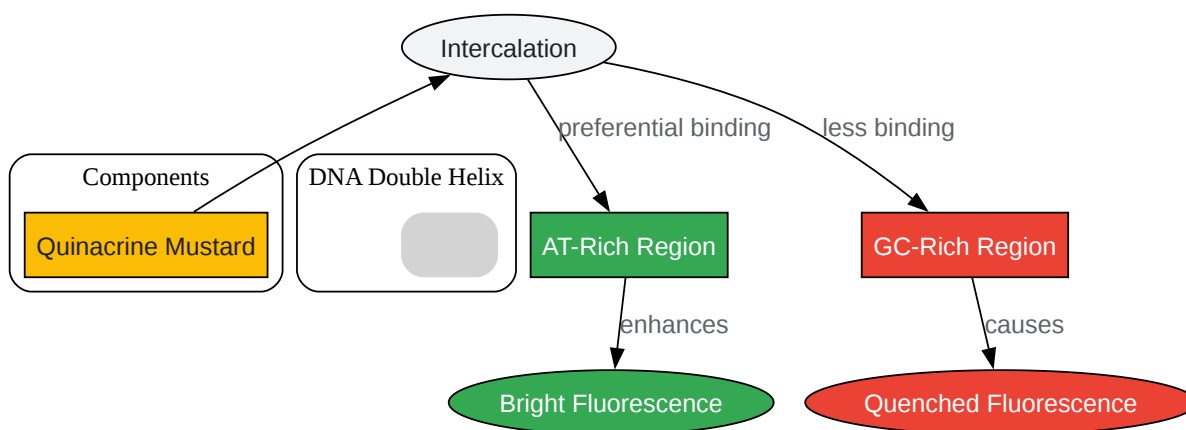 Intercalation
preferential binding
less binding
Components
DNA Double Helix
Quinacrine Mustard
AT-Rich Region
GC-Rich Region
enhances
causes
Bright Fluorescence
Quenched Fluorescence